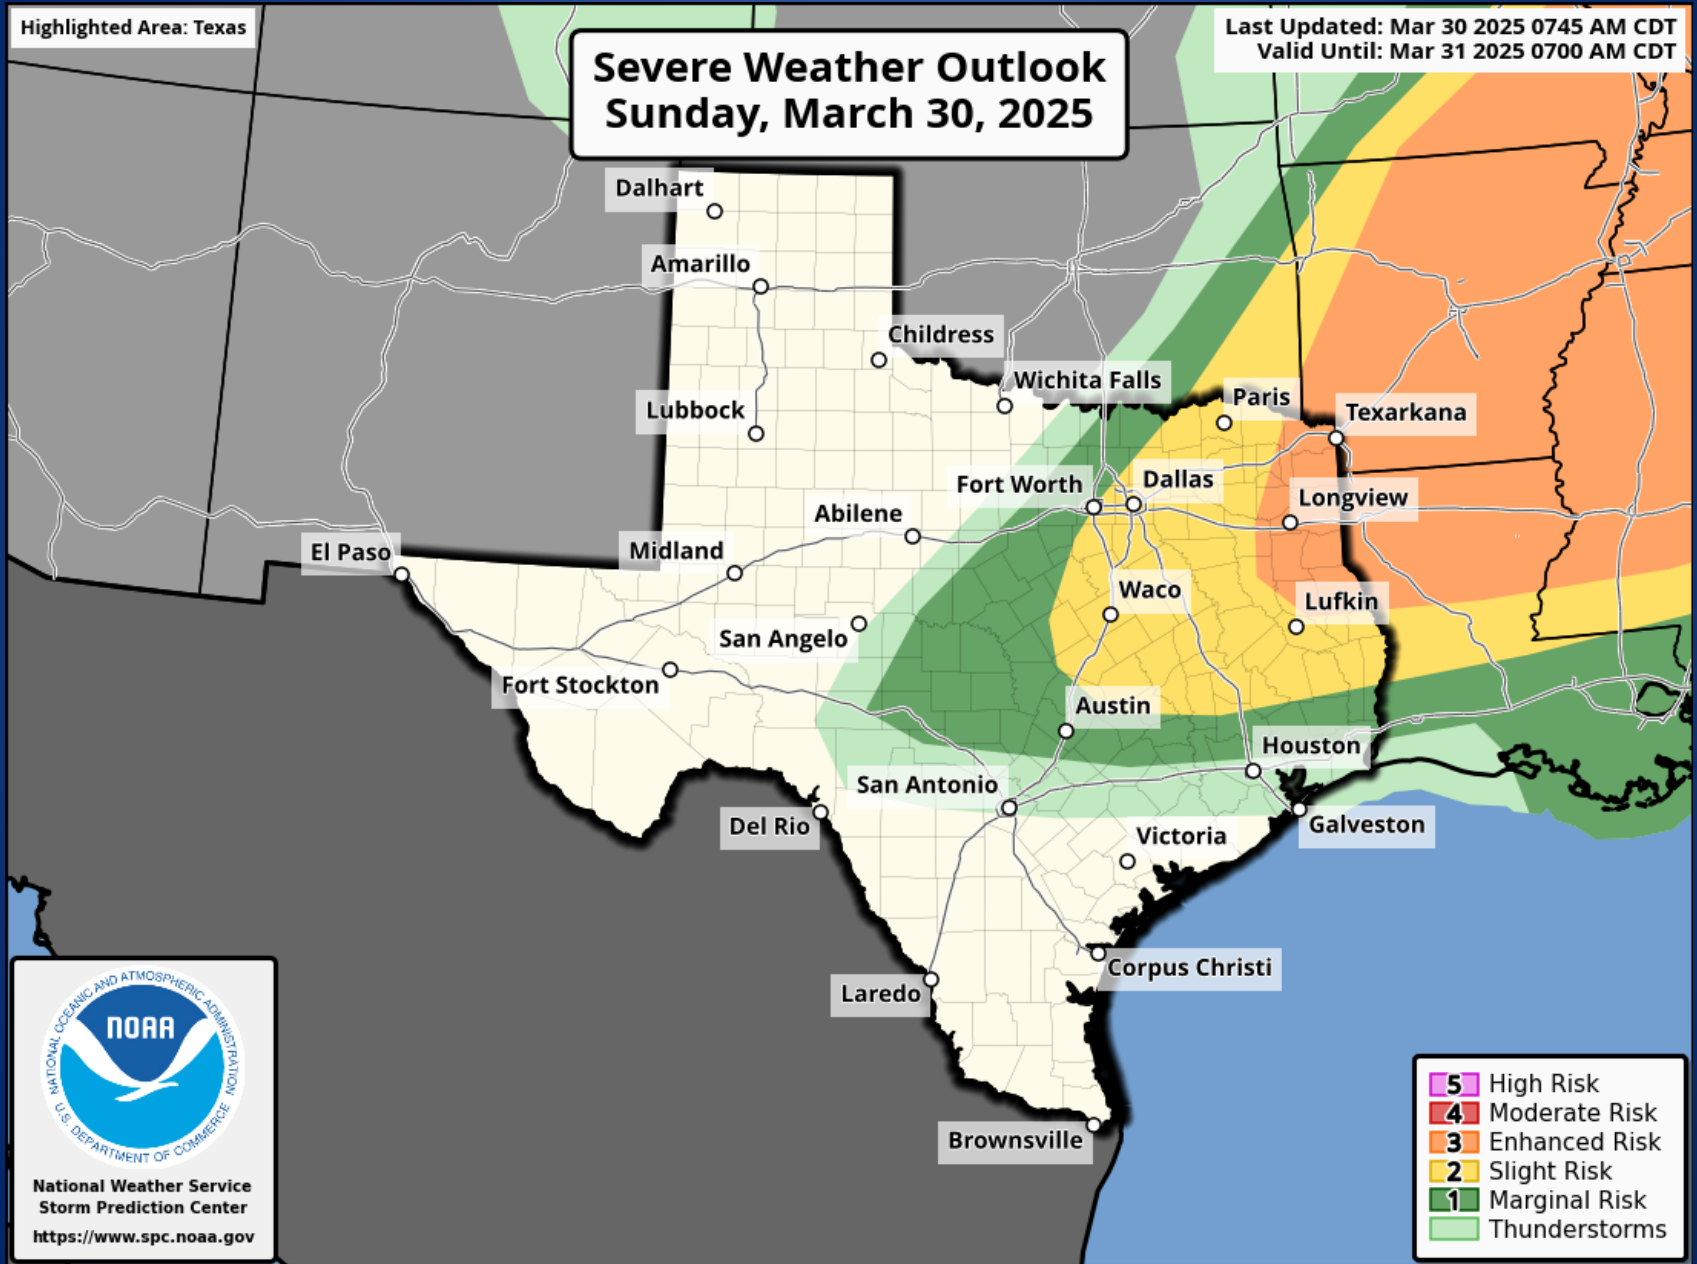 Highlighted Area: Texas
Severe Weather Outlook
Sunday, March 30, 2025
Last Updated: Mar 30 2025 0745 AM CDT
Valid Until: Mar 31 2025 0700 AM CDT
Dalhart
Amarillo
Childress
Wichita Falls
Paris
Lubbock
Texarkana
Fort Worth
Dallas
Longview
Abilene
El Paso
Midland
Waco
Lufkin
San Angelo
Fort Stockton
Austin
Houston
San Antonio
Del Rio
Galveston
Victoria
Corpus Christi
Laredo
Brownsville
NATIONAL OCEANIC AND ATMOSPHERIC ADMINISTRATION
NOAA
U.S. DEPARTMENT OF COMMERCE
National Weather Service
Storm Prediction Center
https://www.spc.noaa.gov
5 High Risk
4 Moderate Risk
3 Enhanced Risk
2 Slight Risk
1 Marginal Risk
Thunderstorms